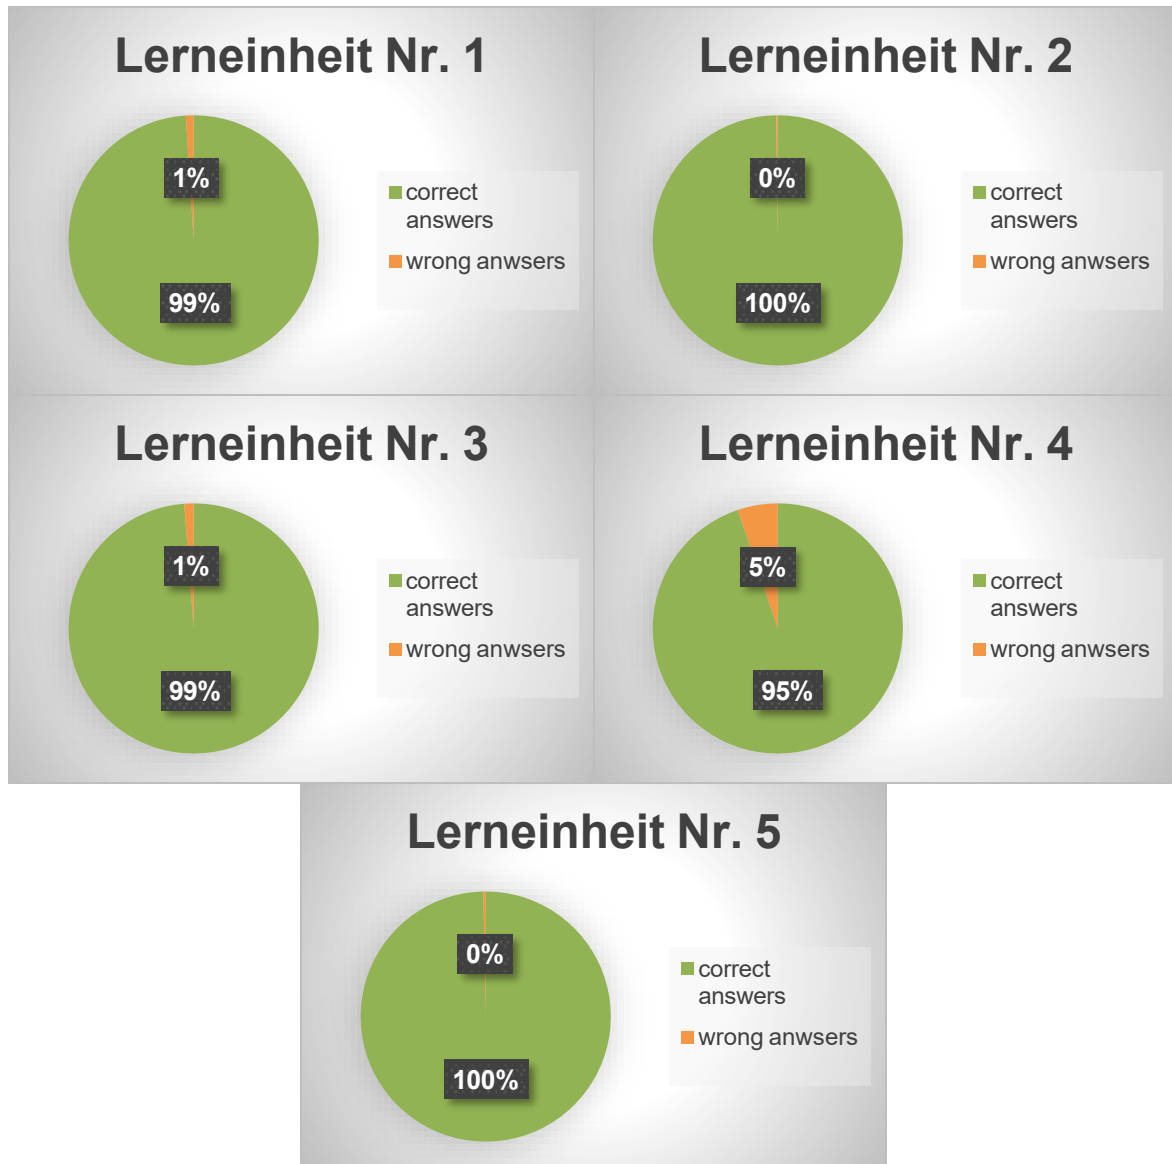 Lerneinheit Nr. 1
1%
99%
correct
answers
wrong anwsers
Lerneinheit Nr. 2
0%
100%
correct
answers
wrong anwsers
Lerneinheit Nr. 3
1%
99%
correct
answers
wrong anwsers
Lerneinheit Nr. 4
5%
95%
correct
answers
wrong anwsers
Lerneinheit Nr. 5
0%
100%
correct
answers
wrong anwsers